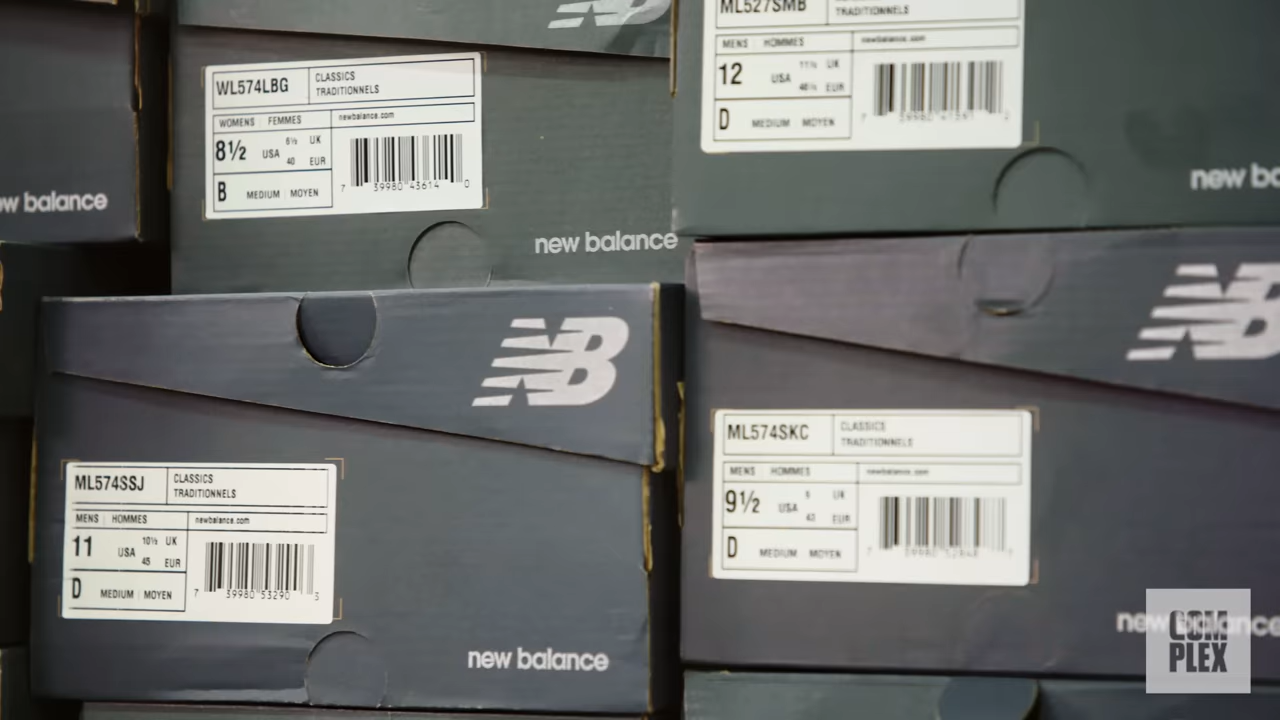 NB
WL574LBG
CLASSICS
TRADITIONNELS
WOMENS FEMMES
newbalance.com
8½ USA 6½ UK
40 EUR
B MEDIUM MOYEN
7 39980 43614 0
new balance
ML527SMB
TRADITIONNELS
MENS HOMMES
newbalance.com
12 USA 11½ UK
EUR
D MEDIUM MOYEN
new ba
w balance
NB
ML574SSJ
CLASSICS
TRADITIONNELS
MENS HOMMES
newbalance.com
11 USA 10½ UK
45 EUR
D MEDIUM MOYEN
7 39980 53290 3
new balance
NB
ML574SKC
CLASSICS
TRADITIONNELS
MENS HOMMES
newbalance.com
9½ USA UK
EUR
D MEDIUM MOYEN
new balance
COM
PLEX